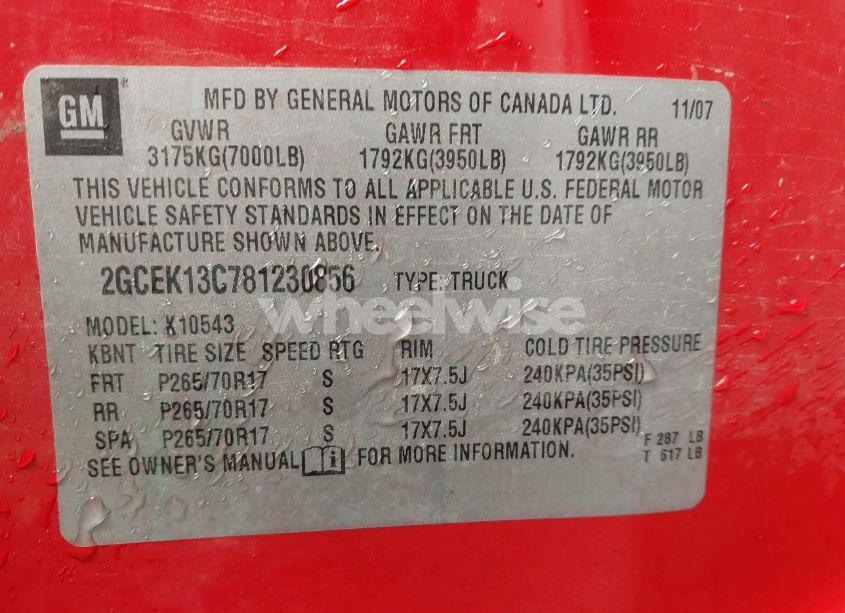 GM ®
MFD BY GENERAL MOTORS OF CANADA LTD. 11/07
GVWR GAWR FRT GAWR RR
3175KG(7000LB) 1792KG(3950LB) 1792KG(3950LB)
THIS VEHICLE CONFORMS TO ALL APPLICABLE U.S. FEDERAL MOTOR
VEHICLE SAFETY STANDARDS IN EFFECT ON THE DATE OF
MANUFACTURE SHOWN ABOVE.
2GCEK13C781230856 TYPE: TRUCK
wheelwise
MODEL: K10543
KBNT TIRE SIZE SPEED RTG RIM COLD TIRE PRESSURE
FRT P265/70R17 S 17X7.5J 240KPA(35PSI)
RR P265/70R17 S 17X7.5J 240KPA(35PSI)
SPA P265/70R17 S 17X7.5J 240KPA(35PSI)
SEE OWNER'S MANUAL i FOR MORE INFORMATION.
F 287 LB
T 617 LB